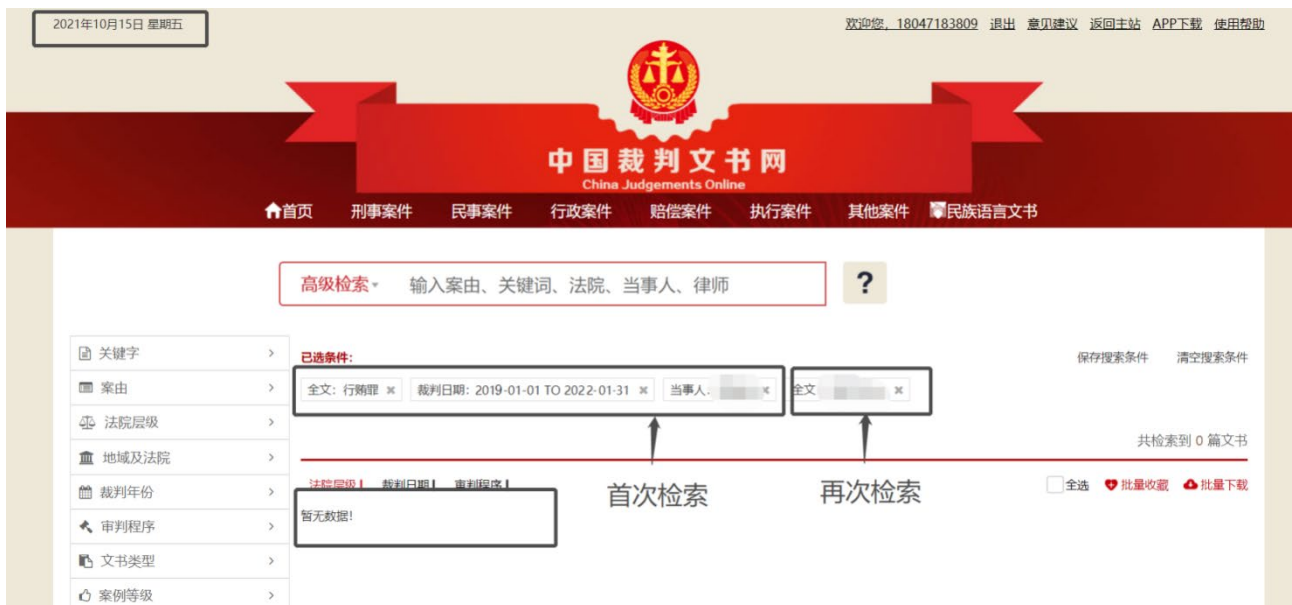 2021年10月15日 星期五
欢迎您，18047183809 退出 意见建议 返回主站 APP下载 使用帮助
中国裁判文书网
China Judgements Online
首页 刑事案件 民事案件 行政案件 赔偿案件 执行案件 其他案件 民族语言文书
高级检索 输入案由、关键词、法院、当事人、律师 ?
关键字
案由
法院层级
地域及法院
裁判年份
审判程序
文书类型
案例等级
已选条件:
保存搜索条件 清空搜索条件
全文: 行贿罪 × 裁判日期: 2019-01-01 TO 2022-01-31 × 当事人: × 全文 ×
共检索到 0 篇文书
法院层级 裁判日期 审判程序
全选 批量收藏 批量下载
首次检索 再次检索
暂无数据!